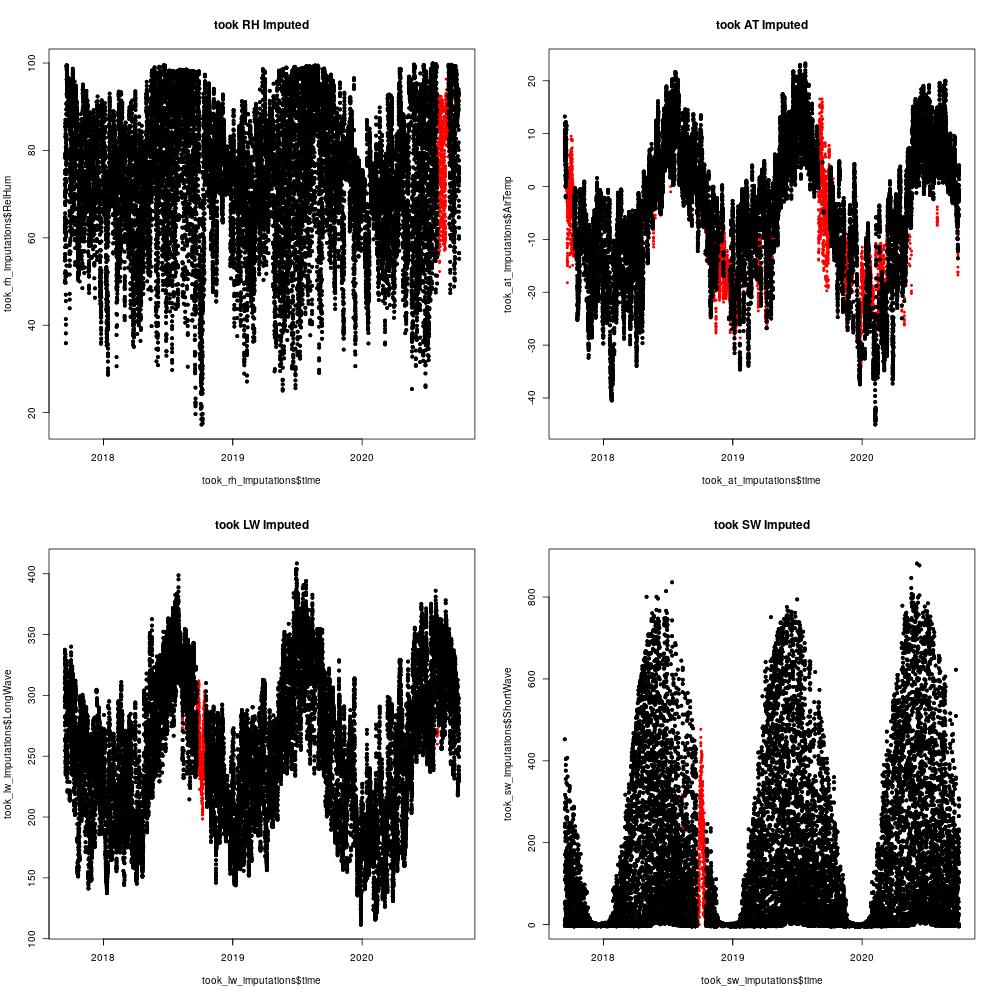 took RH Imputed
took_rh_imputations$RelHum
20 40 60 80 100
2018 2019 2020
took_rh_imputations$time
took AT Imputed
took_at_imputations$AirTemp
-40 -30 -20 -10 0 10 20
2018 2019 2020
took_at_imputations$time
took LW Imputed
took_lw_imputations$LongWave
100 150 200 250 300 350 400
2018 2019 2020
took_lw_imputations$time
took SW Imputed
took_sw_imputations$ShortWave
0 200 400 600 800
2018 2019 2020
took_sw_imputations$time